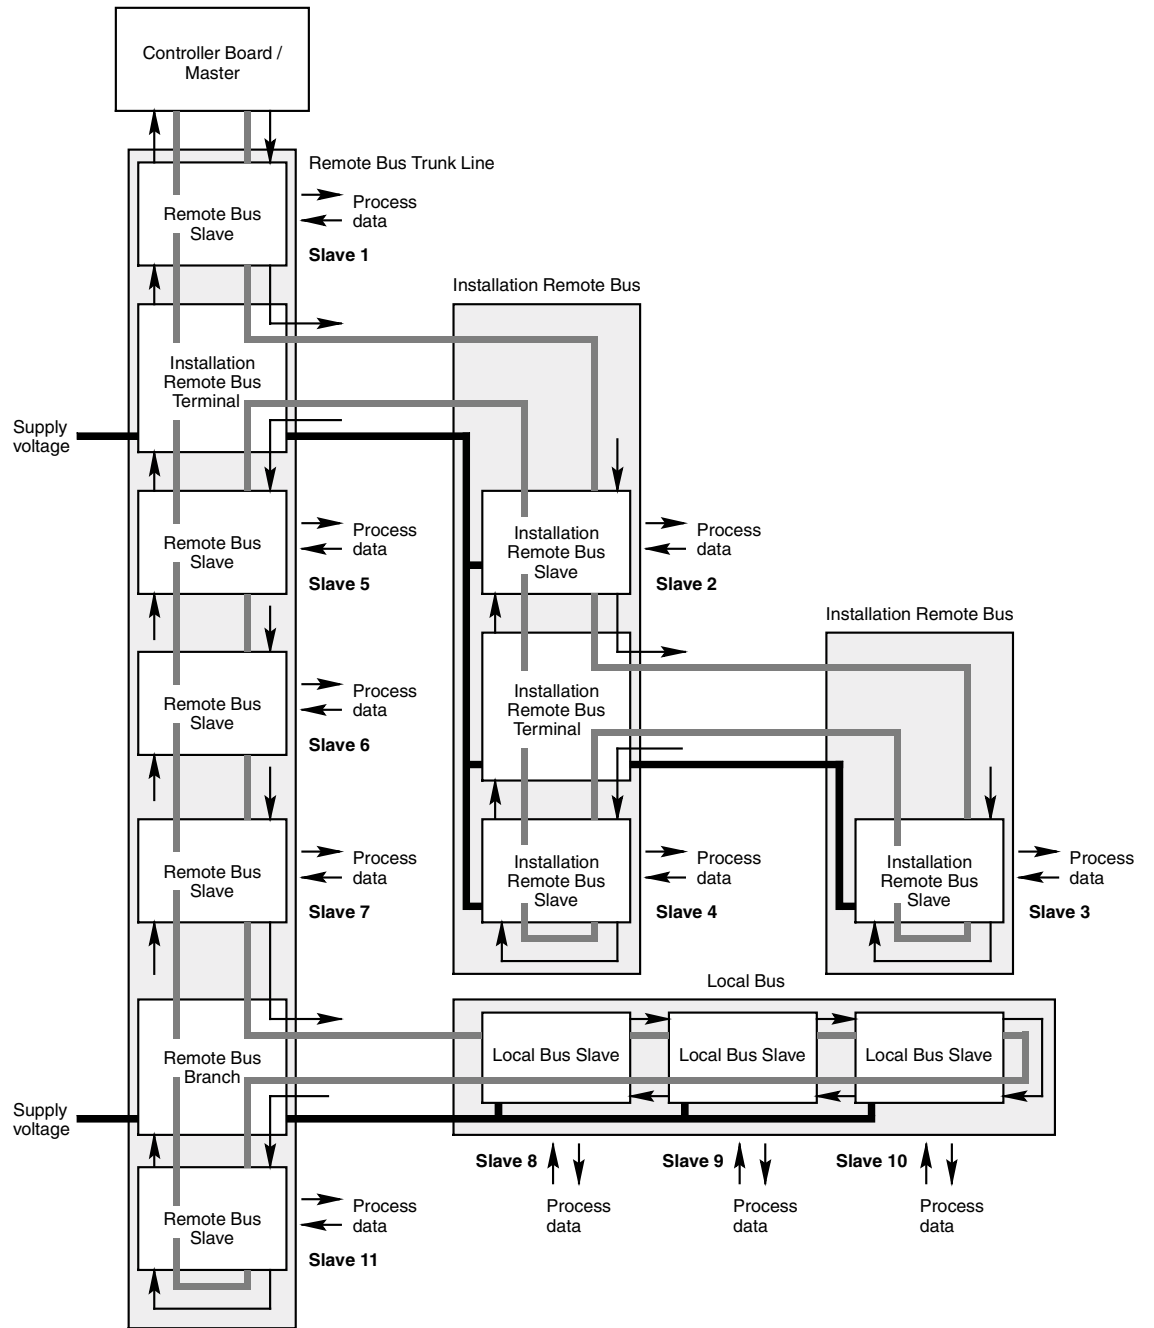 Controller Board /
Master
Remote Bus Trunk Line
Remote Bus
Slave
Process
data
Slave 1
Installation Remote Bus
Installation
Remote Bus
Terminal
Supply
voltage
Remote Bus
Slave
Process
data
Slave 5
Installation
Remote Bus
Slave
Process
data
Slave 2
Installation Remote Bus
Remote Bus
Slave
Process
data
Slave 6
Installation
Remote Bus
Terminal
Remote Bus
Slave
Process
data
Slave 7
Installation
Remote Bus
Slave
Process
data
Slave 4
Installation
Remote Bus
Slave
Process
data
Slave 3
Local Bus
Remote Bus
Branch
Local Bus Slave
Local Bus Slave
Local Bus Slave
Supply
voltage
Slave 8
Slave 9
Slave 10
Process
data
Process
data
Process
data
Remote Bus
Slave
Process
data
Slave 11